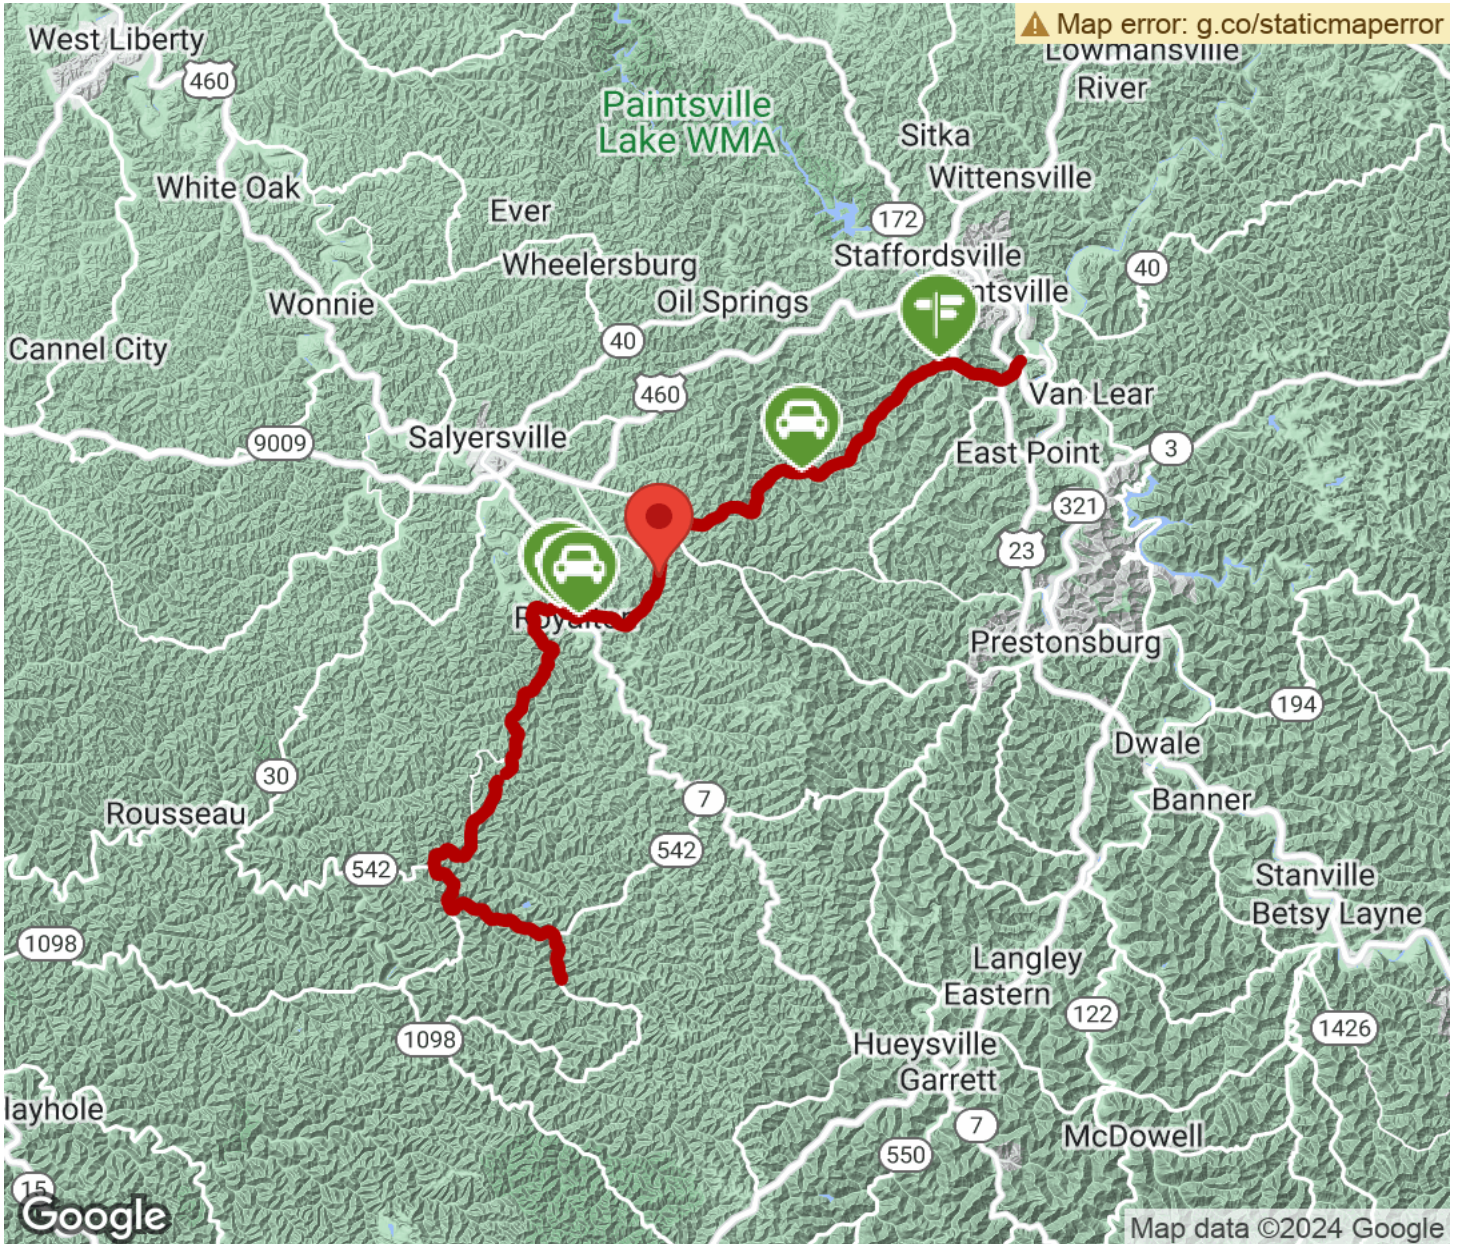 Map error: g.co/staticmaperror
West Liberty
Lowmansville
460
River
Paintsville
Lake WMA
Sitka
Wittensville
White Oak
Ever
172
Staffordsville
Wheelersburg
40
ntsville
Wonnie
Oil Springs
40
Cannel City
460
Van Lear
Salyersville
9009
3
East Point
321
23
Prestonsburg
194
Dwale
30
7
Banner
Rousseau
542
542
Stanville
Betsy Layne
1098
Langley
Eastern
122
1426
1098
Hueysville
Garrett
layhole
7
McDowell
550
15
Google
Map data ©2024 Google